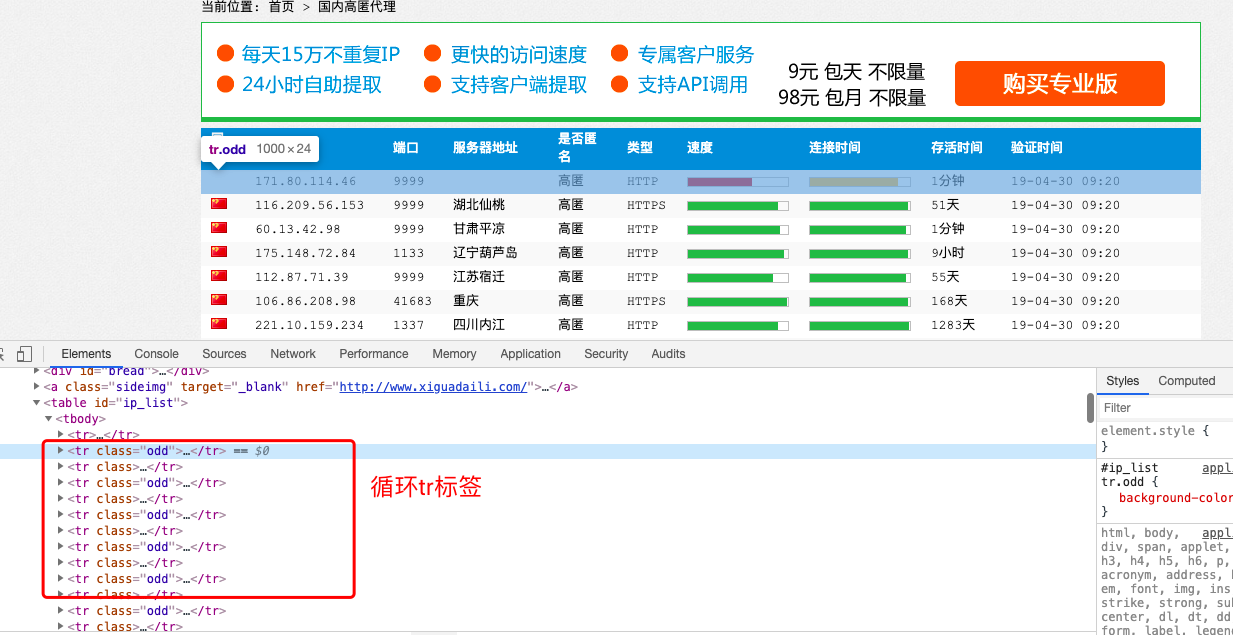 当前位置: 首页 > 国内高匿代理
每天15万不重复IP 更快的访问速度 专属客户服务
24小时自助提取 支持客户端提取 支持API调用
9元 包天 不限量
98元 包月 不限量
购买专业版
tr.odd 1000×24
端口 服务器地址 是否匿名 类型 速度 连接时间 存活时间 验证时间
171.80.114.46 9999 高匿 HTTP 1分钟 19-04-30 09:20
116.209.56.153 9999 湖北仙桃 高匿 HTTPS 51天 19-04-30 09:20
60.13.42.98 9999 甘肃平凉 高匿 HTTP 1分钟 19-04-30 09:20
175.148.72.84 1133 辽宁葫芦岛 高匿 HTTP 9小时 19-04-30 09:20
112.87.71.39 9999 江苏宿迁 高匿 HTTP 55天 19-04-30 09:20
106.86.208.98 41683 重庆 高匿 HTTPS 168天 19-04-30 09:20
221.10.159.234 1337 四川内江 高匿 HTTP 1283天 19-04-30 09:20
Elements Console Sources Network Performance Memory Application Security Audits
<div id="bread">…</div>
<a class="sideimg" target="_blank" href="http://www.xiguadaili.com/">…</a>
<table id="ip_list">
<tbody>
<tr>…</tr>
<tr class="odd">…</tr> == $0
<tr class>…</tr>
<tr class="odd">…</tr>
<tr class>…</tr>
<tr class="odd">…</tr>
<tr class>…</tr>
<tr class="odd">…</tr>
<tr class>…</tr>
<tr class="odd">…</tr>
<tr class>…</tr>
<tr class="odd">…</tr>
<tr class>…</tr>
循环tr标签
Styles Computed
Filter
element.style {
}
#ip_list appl
tr.odd {
background-color
}
html, body, appl
div, span, applet,
h3, h4, h5, h6, p,
acronym, address,
em, font, img, ins
strike, strong, su
center, dl, dt, dd
form, label, legen